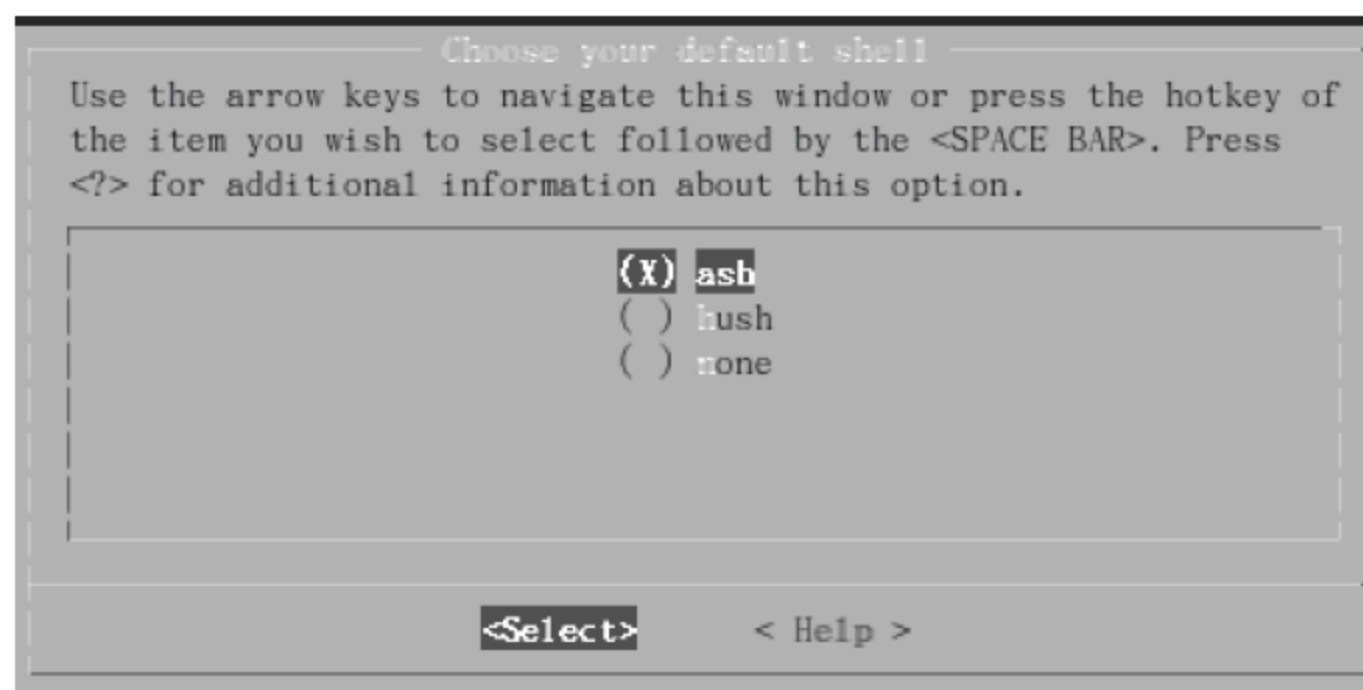 Choose your default shell
Use the arrow keys to navigate this window or press the hotkey of
the item you wish to select followed by the <SPACE BAR>. Press
<?> for additional information about this option.
(X) ash
( ) hush
( ) none
<Select> < Help >